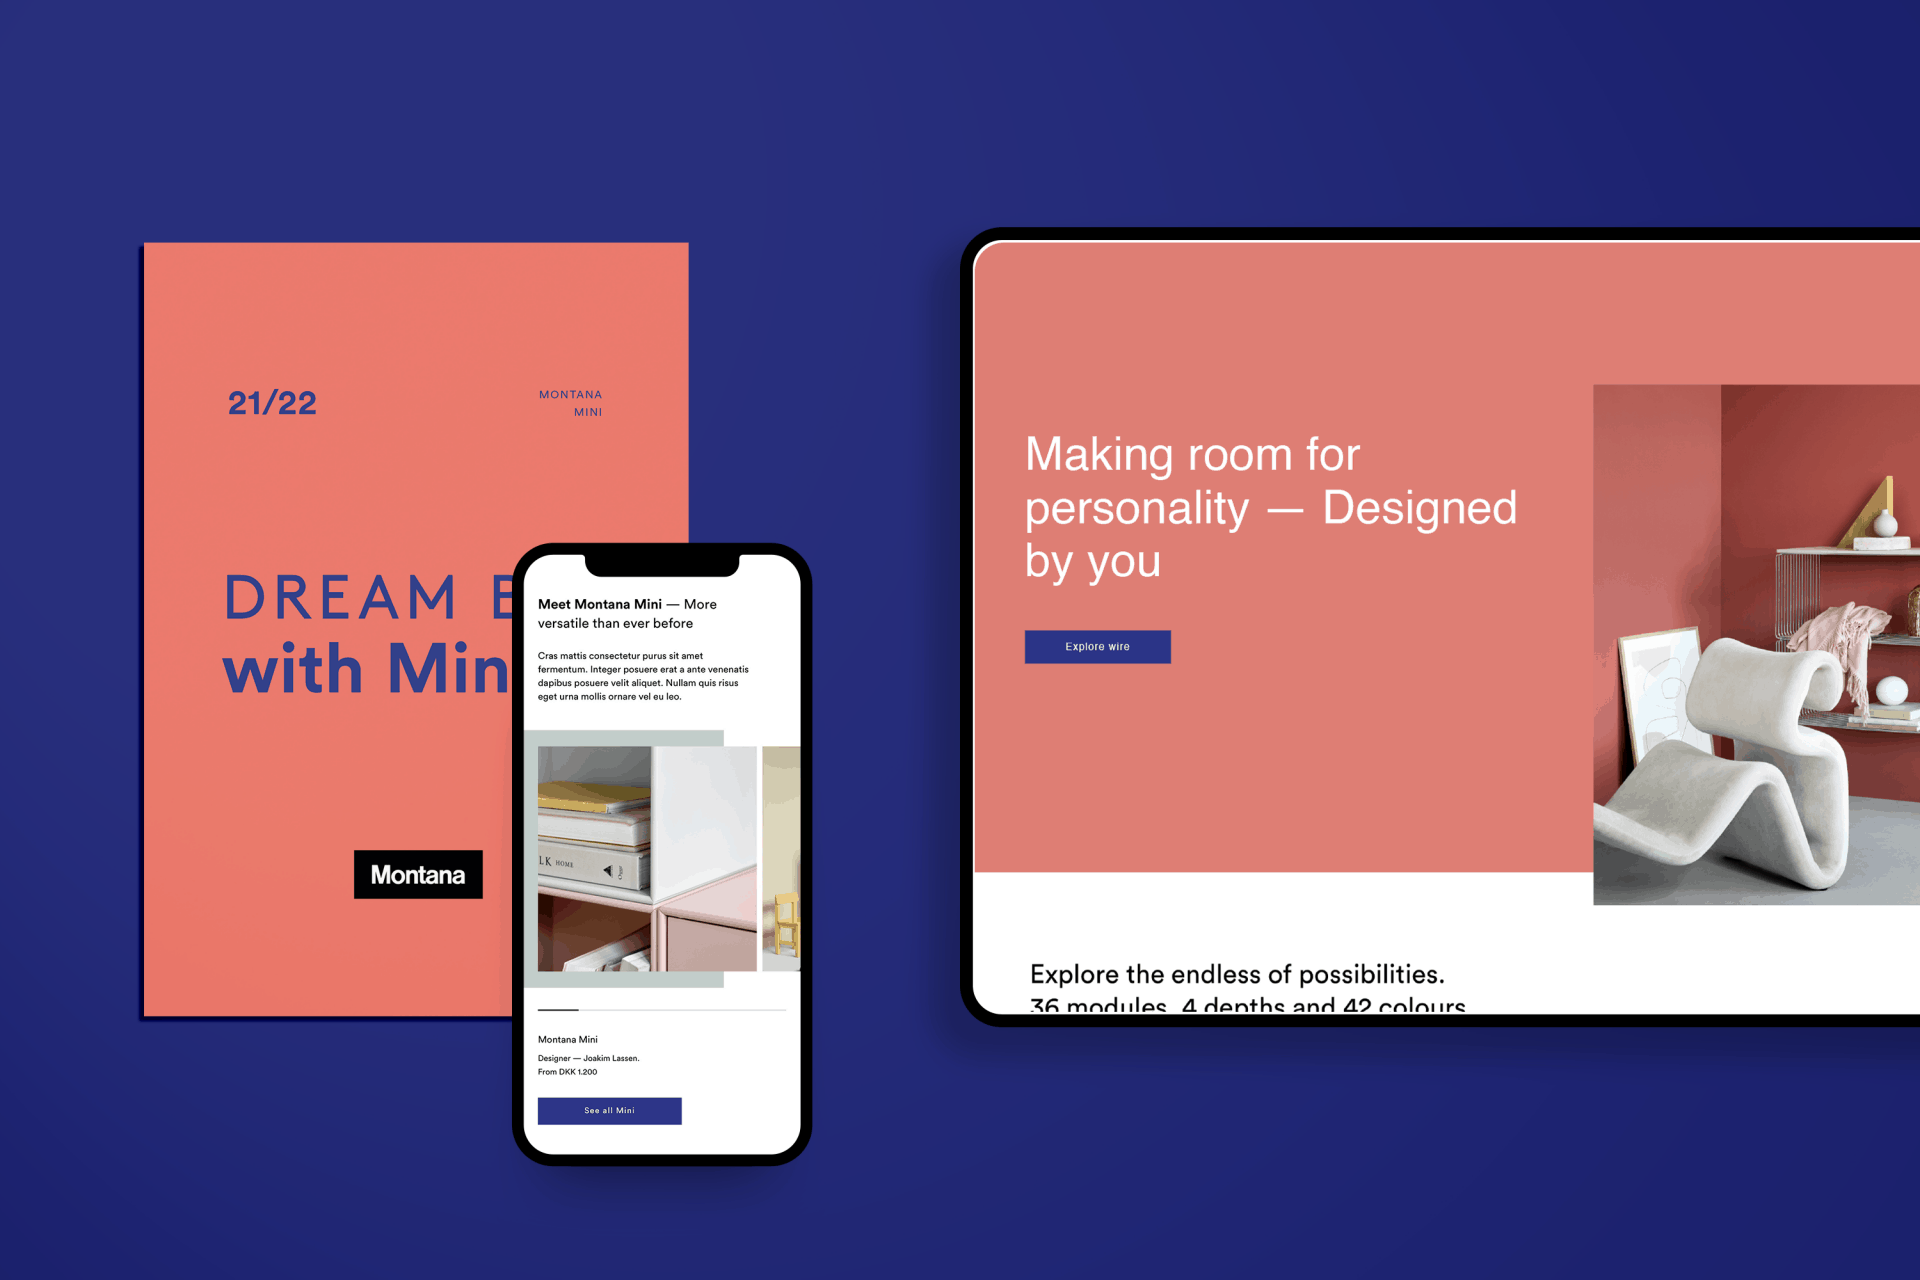 21/22
MONTANA
MINI
DREAM
with
Montana
Meet Montana Mini — More
versatile than ever before
Cras mattis consectetur purus sit amet
fermentum. Integer posuere erat a ante venenatis
dapibus posuere velit aliquet. Nullam quis risus
eget urna mollis ornare vel eu leo.
LK HOME
Montana Mini
Designer — Joakim Lassen.
From DKK 1.200
See all Mini
Making room for
personality — Designed
by you
Explore wire
Explore the endless of possibilities.
36 modules, 4 depths and 42 colours